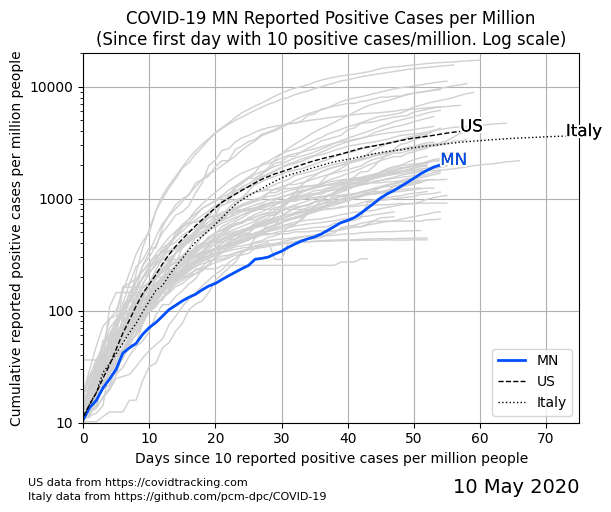 COVID-19 MN Reported Positive Cases per Million
(Since first day with 10 positive cases/million. Log scale)
Cumulative reported positive cases per million people
10000
1000
100
10
US
Italy
MN
MN
US
Italy
0 10 20 30 40 50 60 70
Days since 10 reported positive cases per million people
US data from https://covidtracking.com
Italy data from https://github.com/pcm-dpc/COVID-19
10 May 2020